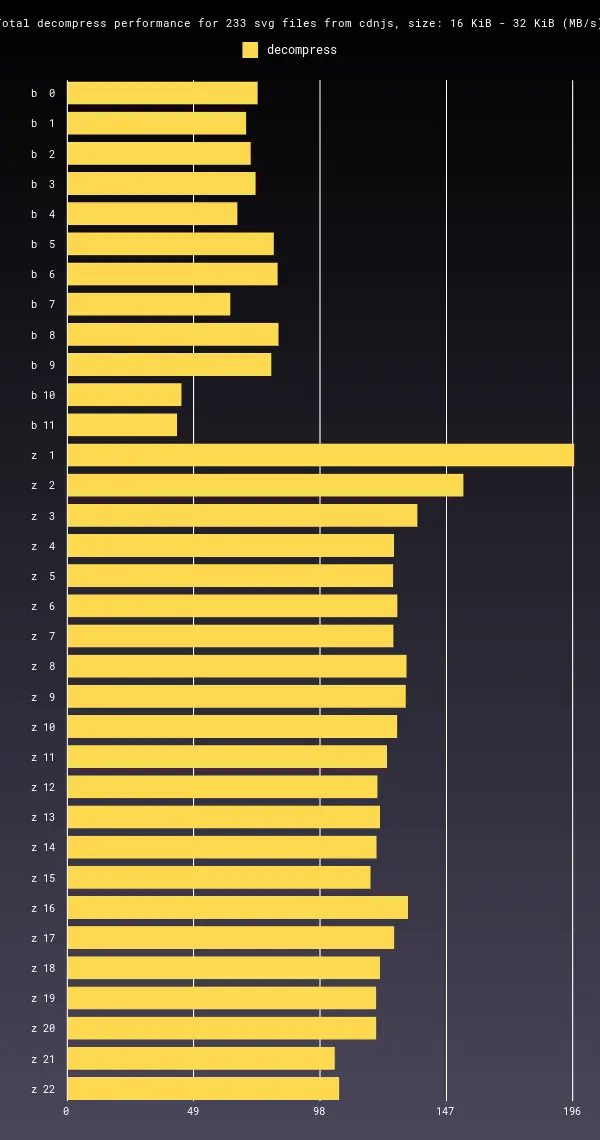 Total decompress performance for 233 svg files from cdnjs, size: 16 KiB - 32 KiB (MB/s)
decompress
b 0
b 1
b 2
b 3
b 4
b 5
b 6
b 7
b 8
b 9
b 10
b 11
z 1
z 2
z 3
z 4
z 5
z 6
z 7
z 8
z 9
z 10
z 11
z 12
z 13
z 14
z 15
z 16
z 17
z 18
z 19
z 20
z 21
z 22
0 49 98 147 196